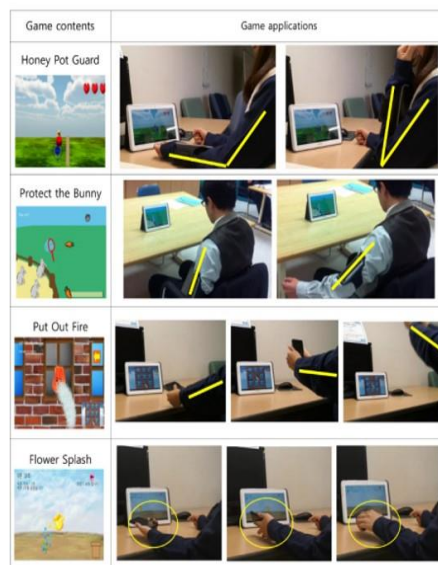 Game contents
Game applications
Honey Pot Guard
Protect the Bunny
Put Out Fire
Flower Splash